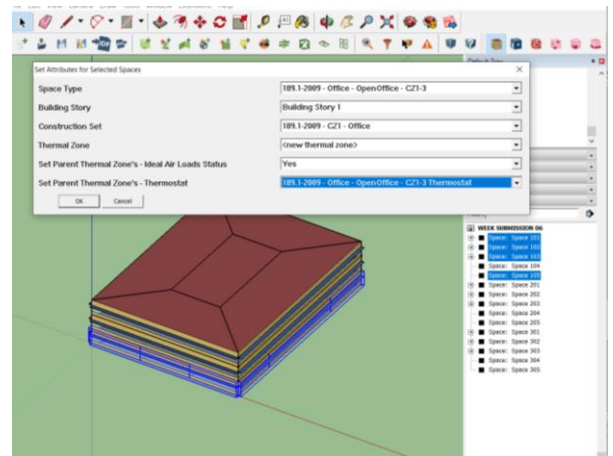 Set Attributes for Selected Spaces
Space Type 189.1-2009 - Office - OpenOffice - CZ1-3
Building Story Building Story 1
Construction Set 189.1-2009 - CZ1 - Office
Thermal Zone <new thermal zone>
Set Parent Thermal Zone's - Ideal Air Loads Status Yes
Set Parent Thermal Zone's - Thermostat 189.1-2009 - Office - OpenOffice - CZ1-3 Thermostat
OK Cancel
WEEK SUBMISSION 06
Space: Space 101
Space: Space 102
Space: Space 103
Space: Space 104
Space: Space 105
Space: Space 201
Space: Space 202
Space: Space 203
Space: Space 204
Space: Space 205
Space: Space 301
Space: Space 302
Space: Space 303
Space: Space 304
Space: Space 305